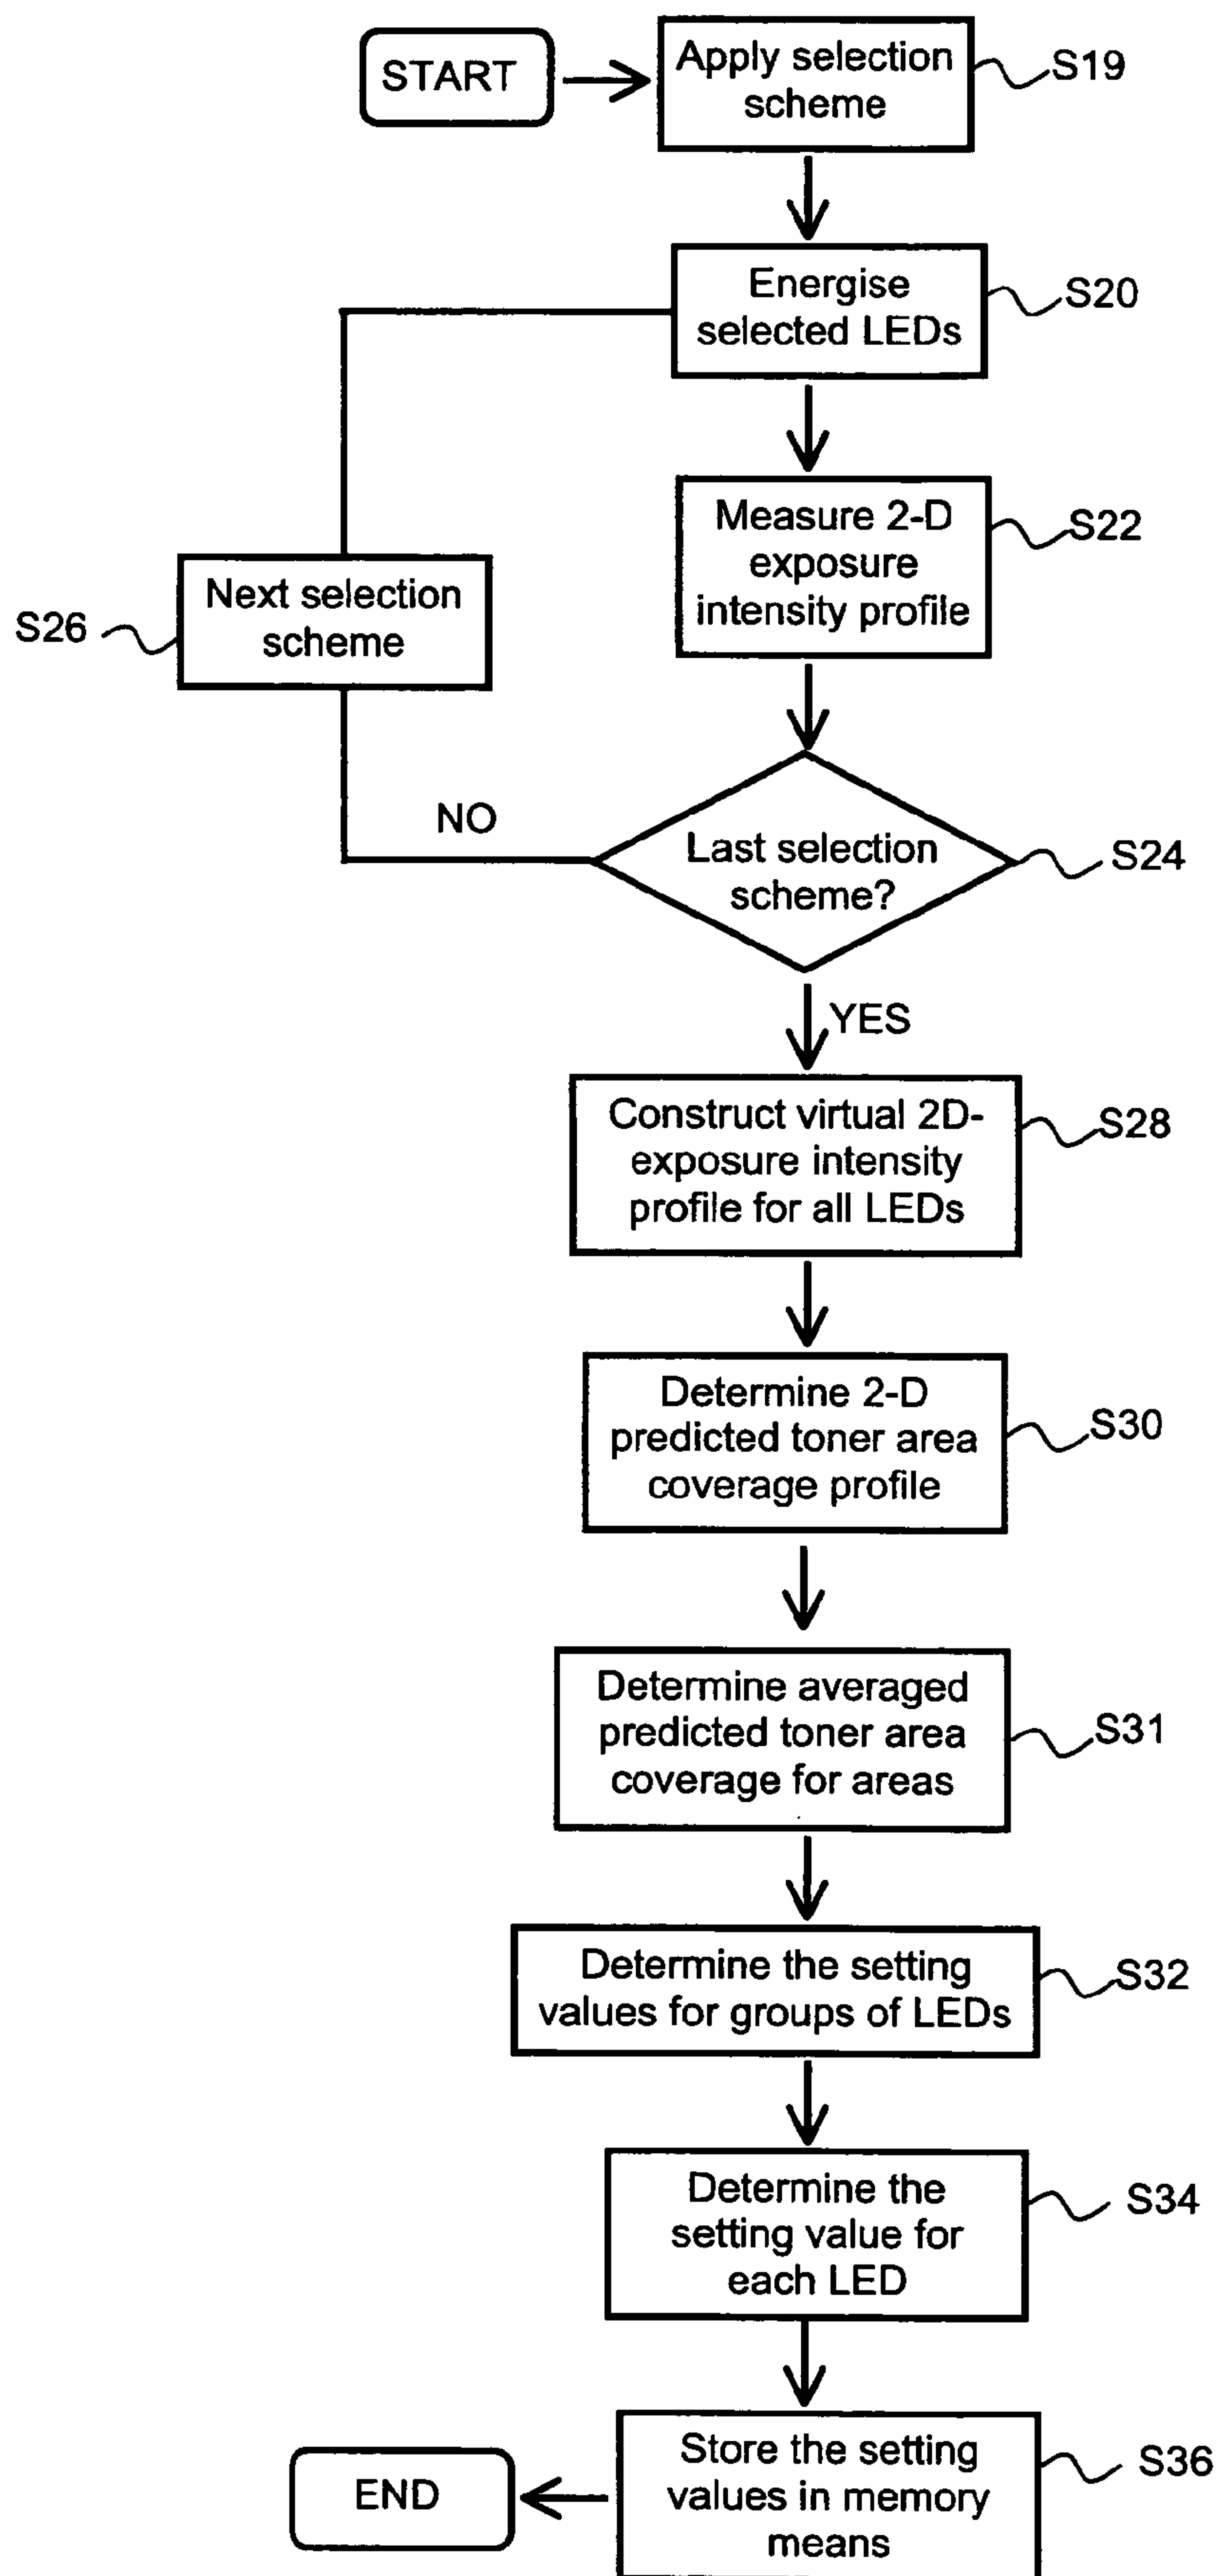 START
Apply selection
scheme
S19
Energise
selected LEDs
S20
Measure 2-D
exposure
intensity profile
S22
Next selection
scheme
S26
NO
Last selection
scheme?
S24
YES
Construct virtual 2D-
exposure intensity
profile for all LEDs
S28
Determine 2-D
predicted toner area
coverage profile
S30
Determine averaged
predicted toner area
coverage for areas
S31
Determine the setting
values for groups of LEDs
S32
Determine the
setting value for
each LED
S34
Store the setting
values in memory
means
S36
END